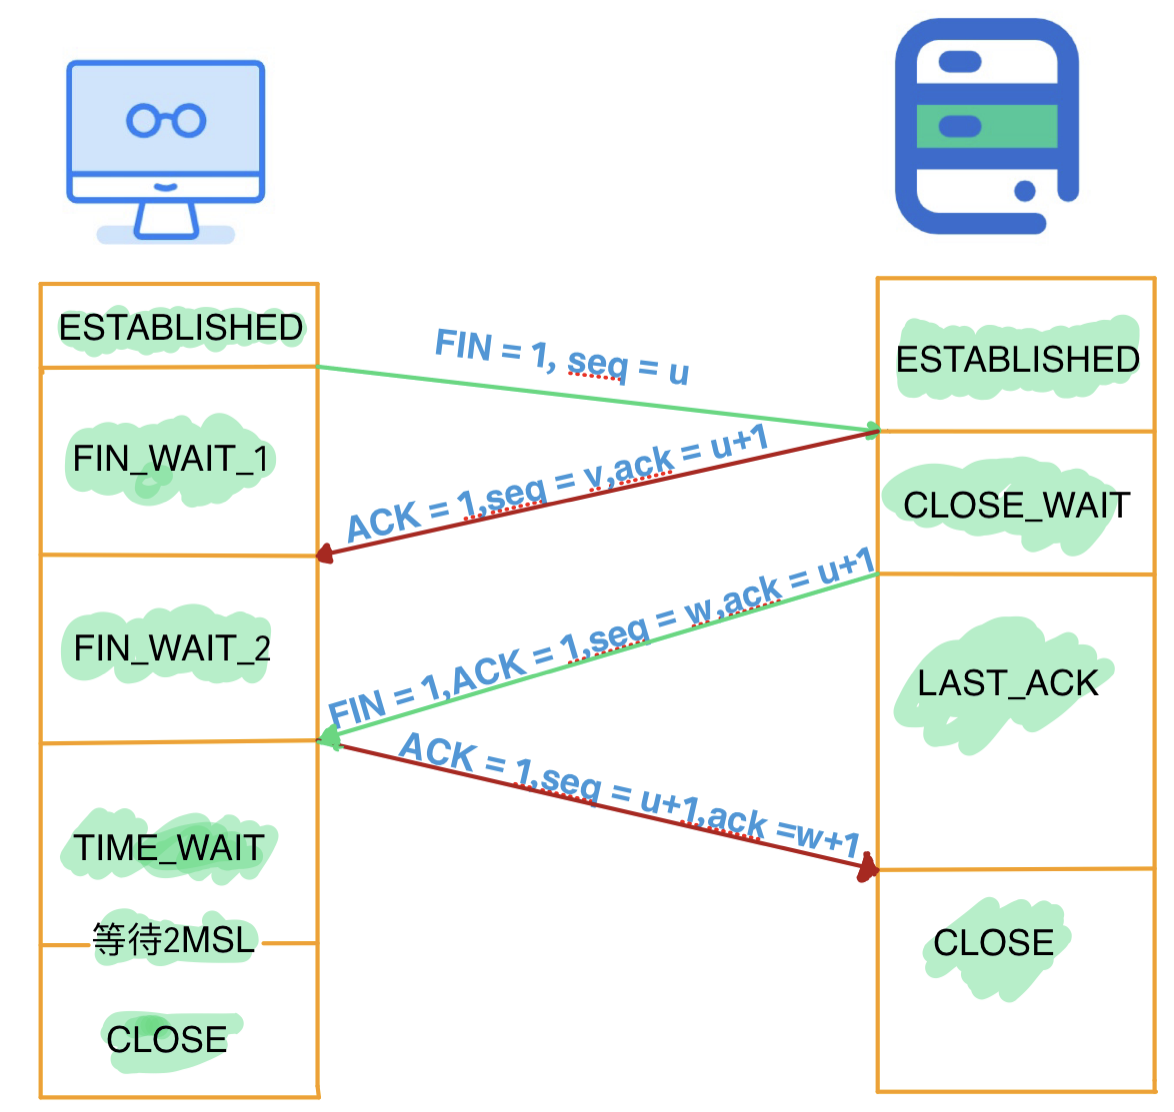 ESTABLISHED
FIN = 1, seq = u
ESTABLISHED
FIN_WAIT_1
ACK = 1,seq = v,ack = u+1
CLOSE_WAIT
FIN_WAIT_2
FIN = 1,ACK = 1,seq = w,ack = u+1
LAST_ACK
ACK = 1,seq = u+1,ack =w+1
TIME_WAIT
等待2MSL
CLOSE
CLOSE